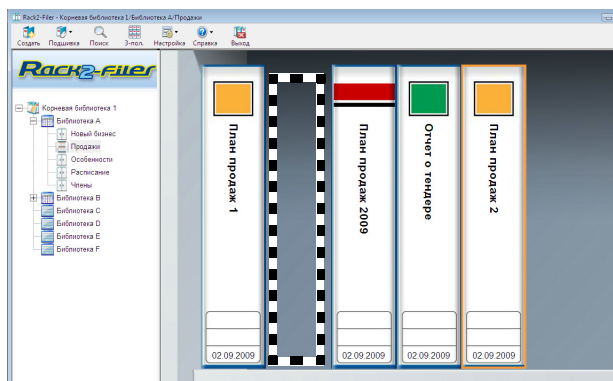 Rack2-Filer - Корневая библиотека 1/Библиотека A/Продажи
Создать Подшивка Поиск 3-пол. Настройка Справка Выход
Rack2-Filer
Корневая библиотека 1
Библиотека A
Новый бизнес
Продажи
Особенности
Расписание
Члены
Библиотека B
Библиотека C
Библиотека D
Библиотека E
Библиотека F
План продаж 1
02.09.2009
План продаж 2009
02.09.2009
Отчет о тендере
02.09.2009
План продаж 2
02.09.2009